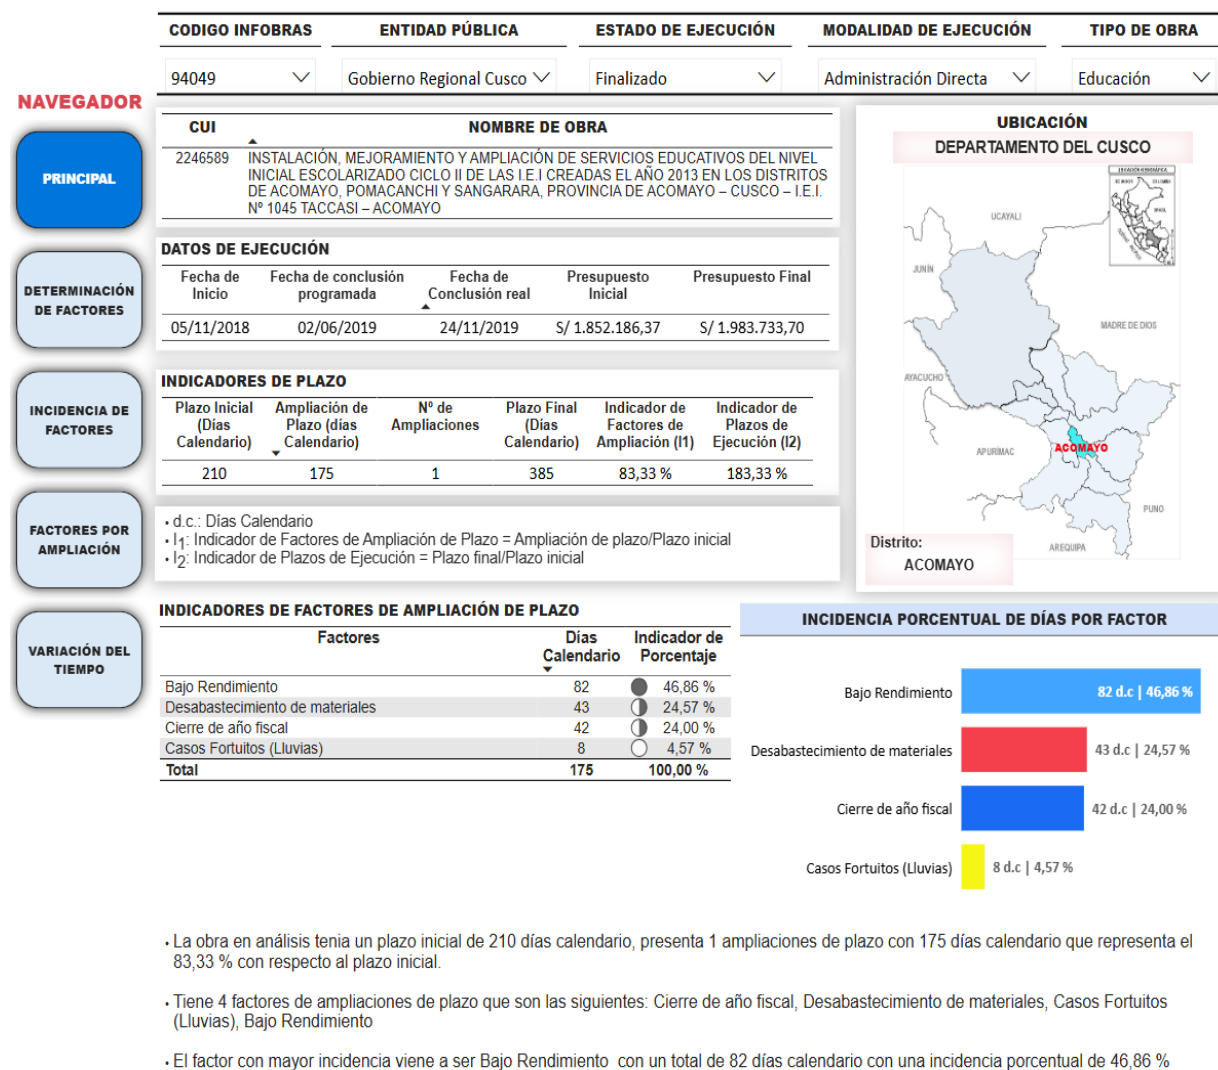 CODIGO INFOBRAS
ENTIDAD PÚBLICA
ESTADO DE EJECUCIÓN
MODALIDAD DE EJECUCIÓN
TIPO DE OBRA
94049
Gobierno Regional Cusco
Finalizado
Administración Directa
Educación
NAVEGADOR
PRINCIPAL
DETERMINACIÓN
DE FACTORES
INCIDENCIA DE
FACTORES
FACTORES POR
AMPLIACIÓN
VARIACIÓN DEL
TIEMPO
CUI NOMBRE DE OBRA
2246589 INSTALACIÓN, MEJORAMIENTO Y AMPLIACIÓN DE SERVICIOS EDUCATIVOS DEL NIVEL
INICIAL ESCOLARIZADO CICLO II DE LAS I.E.I CREADAS EL AÑO 2013 EN LOS DISTRITOS
DE ACOMAYO, POMACANCHI Y SANGARARA, PROVINCIA DE ACOMAYO – CUSCO – I.E.I.
Nº 1045 TACCASI – ACOMAYO
DATOS DE EJECUCIÓN
Fecha de Fecha de conclusión Fecha de Presupuesto Presupuesto Final
Inicio programada Conclusión real Inicial
05/11/2018 02/06/2019 24/11/2019 S/ 1.852.186,37 S/ 1.983.733,70
INDICADORES DE PLAZO
Plazo Inicial Ampliación de Nº de Plazo Final Indicador de Indicador de
(Días Plazo (días Ampliaciones (Días Factores de Plazos de
Calendario) Calendario) Calendario) Ampliación (I1) Ejecución (I2)
210 175 1 385 83,33 % 183,33 %
• d.c.: Días Calendario
• I1: Indicador de Factores de Ampliación de Plazo = Ampliación de plazo/Plazo inicial
• I2: Indicador de Plazos de Ejecución = Plazo final/Plazo inicial
UBICACIÓN
DEPARTAMENTO DEL CUSCO
UCAYALI
JUNÍN
MADRE DE DIOS
AYACUCHO
APURÍMAC
ACOMAYO
PUNO
AREQUIPA
Distrito:
ACOMAYO
INDICADORES DE FACTORES DE AMPLIACIÓN DE PLAZO
Factores Días Indicador de
Calendario Porcentaje
Bajo Rendimiento 82 46,86 %
Desabastecimiento de materiales 43 24,57 %
Cierre de año fiscal 42 24,00 %
Casos Fortuitos (Lluvias) 8 4,57 %
Total 175 100,00 %
INCIDENCIA PORCENTUAL DE DÍAS POR FACTOR
Bajo Rendimiento 82 d.c | 46,86 %
Desabastecimiento de materiales 43 d.c | 24,57 %
Cierre de año fiscal 42 d.c | 24,00 %
Casos Fortuitos (Lluvias) 8 d.c | 4,57 %
• La obra en análisis tenia un plazo inicial de 210 días calendario, presenta 1 ampliaciones de plazo con 175 días calendario que representa el
83,33 % con respecto al plazo inicial.
• Tiene 4 factores de ampliaciones de plazo que son las siguientes: Cierre de año fiscal, Desabastecimiento de materiales, Casos Fortuitos
(Lluvias), Bajo Rendimiento
• El factor con mayor incidencia viene a ser Bajo Rendimiento con un total de 82 días calendario con una incidencia porcentual de 46,86 %